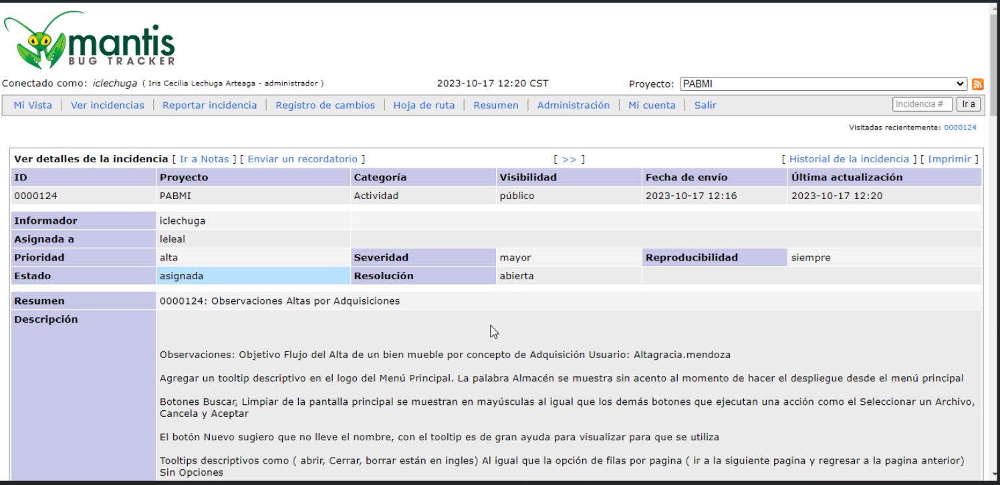 mantis
BUG TRACKER
Conectado como: iclechuga ( Iris Cecilia Lechuga Arteaga - administrador ) 2023-10-17 12:20 CST Proyecto: PABMI
Mi Vista | Ver incidencias | Reportar incidencia | Registro de cambios | Hoja de ruta | Resumen | Administración | Mi cuenta | Salir Incidencia # Ir a
Visitadas recientemente: 0000124
Ver detalles de la incidencia [ Ir a Notas ] [ Enviar un recordatorio ] [ >> ] [ Historial de la incidencia ] [ Imprimir ]
ID Proyecto Categoría Visibilidad Fecha de envío Última actualización
0000124 PABMI Actividad público 2023-10-17 12:16 2023-10-17 12:20
Informador iclechuga
Asignada a leleal
Prioridad alta Severidad mayor Reproducibilidad siempre
Estado asignada Resolución abierta
Resumen 0000124: Observaciones Altas por Adquisiciones
Descripción
Observaciones: Objetivo Flujo del Alta de un bien mueble por concepto de Adquisición Usuario: Altagracia.mendoza
Agregar un tooltip descriptivo en el logo del Menú Principal. La palabra Almacén se muestra sin acento al momento de hacer el despliegue desde el menú principal
Botones Buscar, Limpiar de la pantalla principal se muestran en mayúsculas al igual que los demás botones que ejecutan una acción como el Seleccionar un Archivo,
Cancela y Aceptar
El botón Nuevo sugiero que no lleve el nombre, con el tooltip es de gran ayuda para visualizar para que se utiliza
Tooltips descriptivos como ( abrir, Cerrar, borrar están en ingles) Al igual que la opción de filas por pagina ( ir a la siguiente pagina y regresar a la pagina anterior)
Sin Opciones